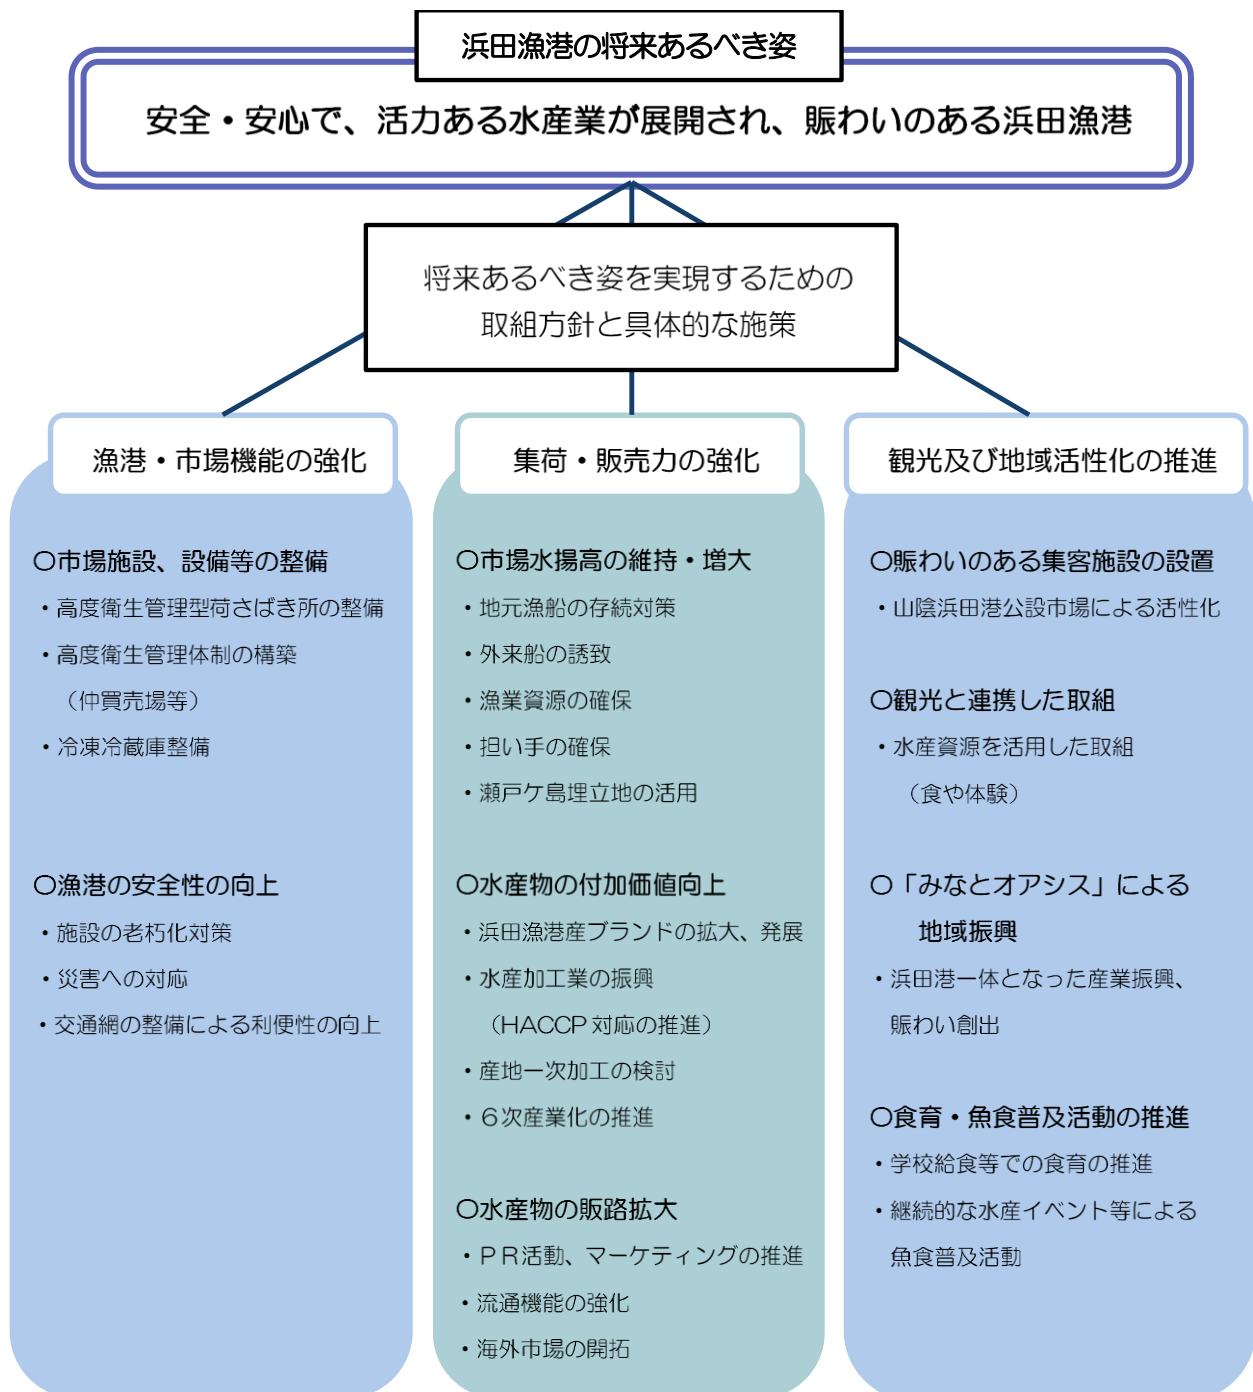 浜田漁港の将来あるべき姿
安全・安心で、活力ある水産業が展開され、賑わいのある浜田漁港
将来あるべき姿を実現するための
取組方針と具体的な施策
漁港・市場機能の強化
〇市場施設、設備等の整備
・高度衛生管理型荷さばき所の整備
・高度衛生管理体制の構築
（仲買売場等）
・冷凍冷蔵庫整備
〇漁港の安全性の向上
・施設の老朽化対策
・災害への対応
・交通網の整備による利便性の向上
集荷・販売力の強化
〇市場水揚高の維持・増大
・地元漁船の存続対策
・外来船の誘致
・漁業資源の確保
・担い手の確保
・瀬戸ケ島埋立地の活用
〇水産物の付加価値向上
・浜田漁港産ブランドの拡大、発展
・水産加工業の振興
（HACCP 対応の推進）
・産地一次加工の検討
・６次産業化の推進
〇水産物の販路拡大
・ＰＲ活動、マーケティングの推進
・流通機能の強化
・海外市場の開拓
観光及び地域活性化の推進
〇賑わいのある集客施設の設置
・山陰浜田港公設市場による活性化
〇観光と連携した取組
・水産資源を活用した取組
（食や体験）
〇「みなとオアシス」による
地域振興
・浜田港一体となった産業振興、
賑わい創出
〇食育・魚食普及活動の推進
・学校給食等での食育の推進
・継続的な水産イベント等による
魚食普及活動